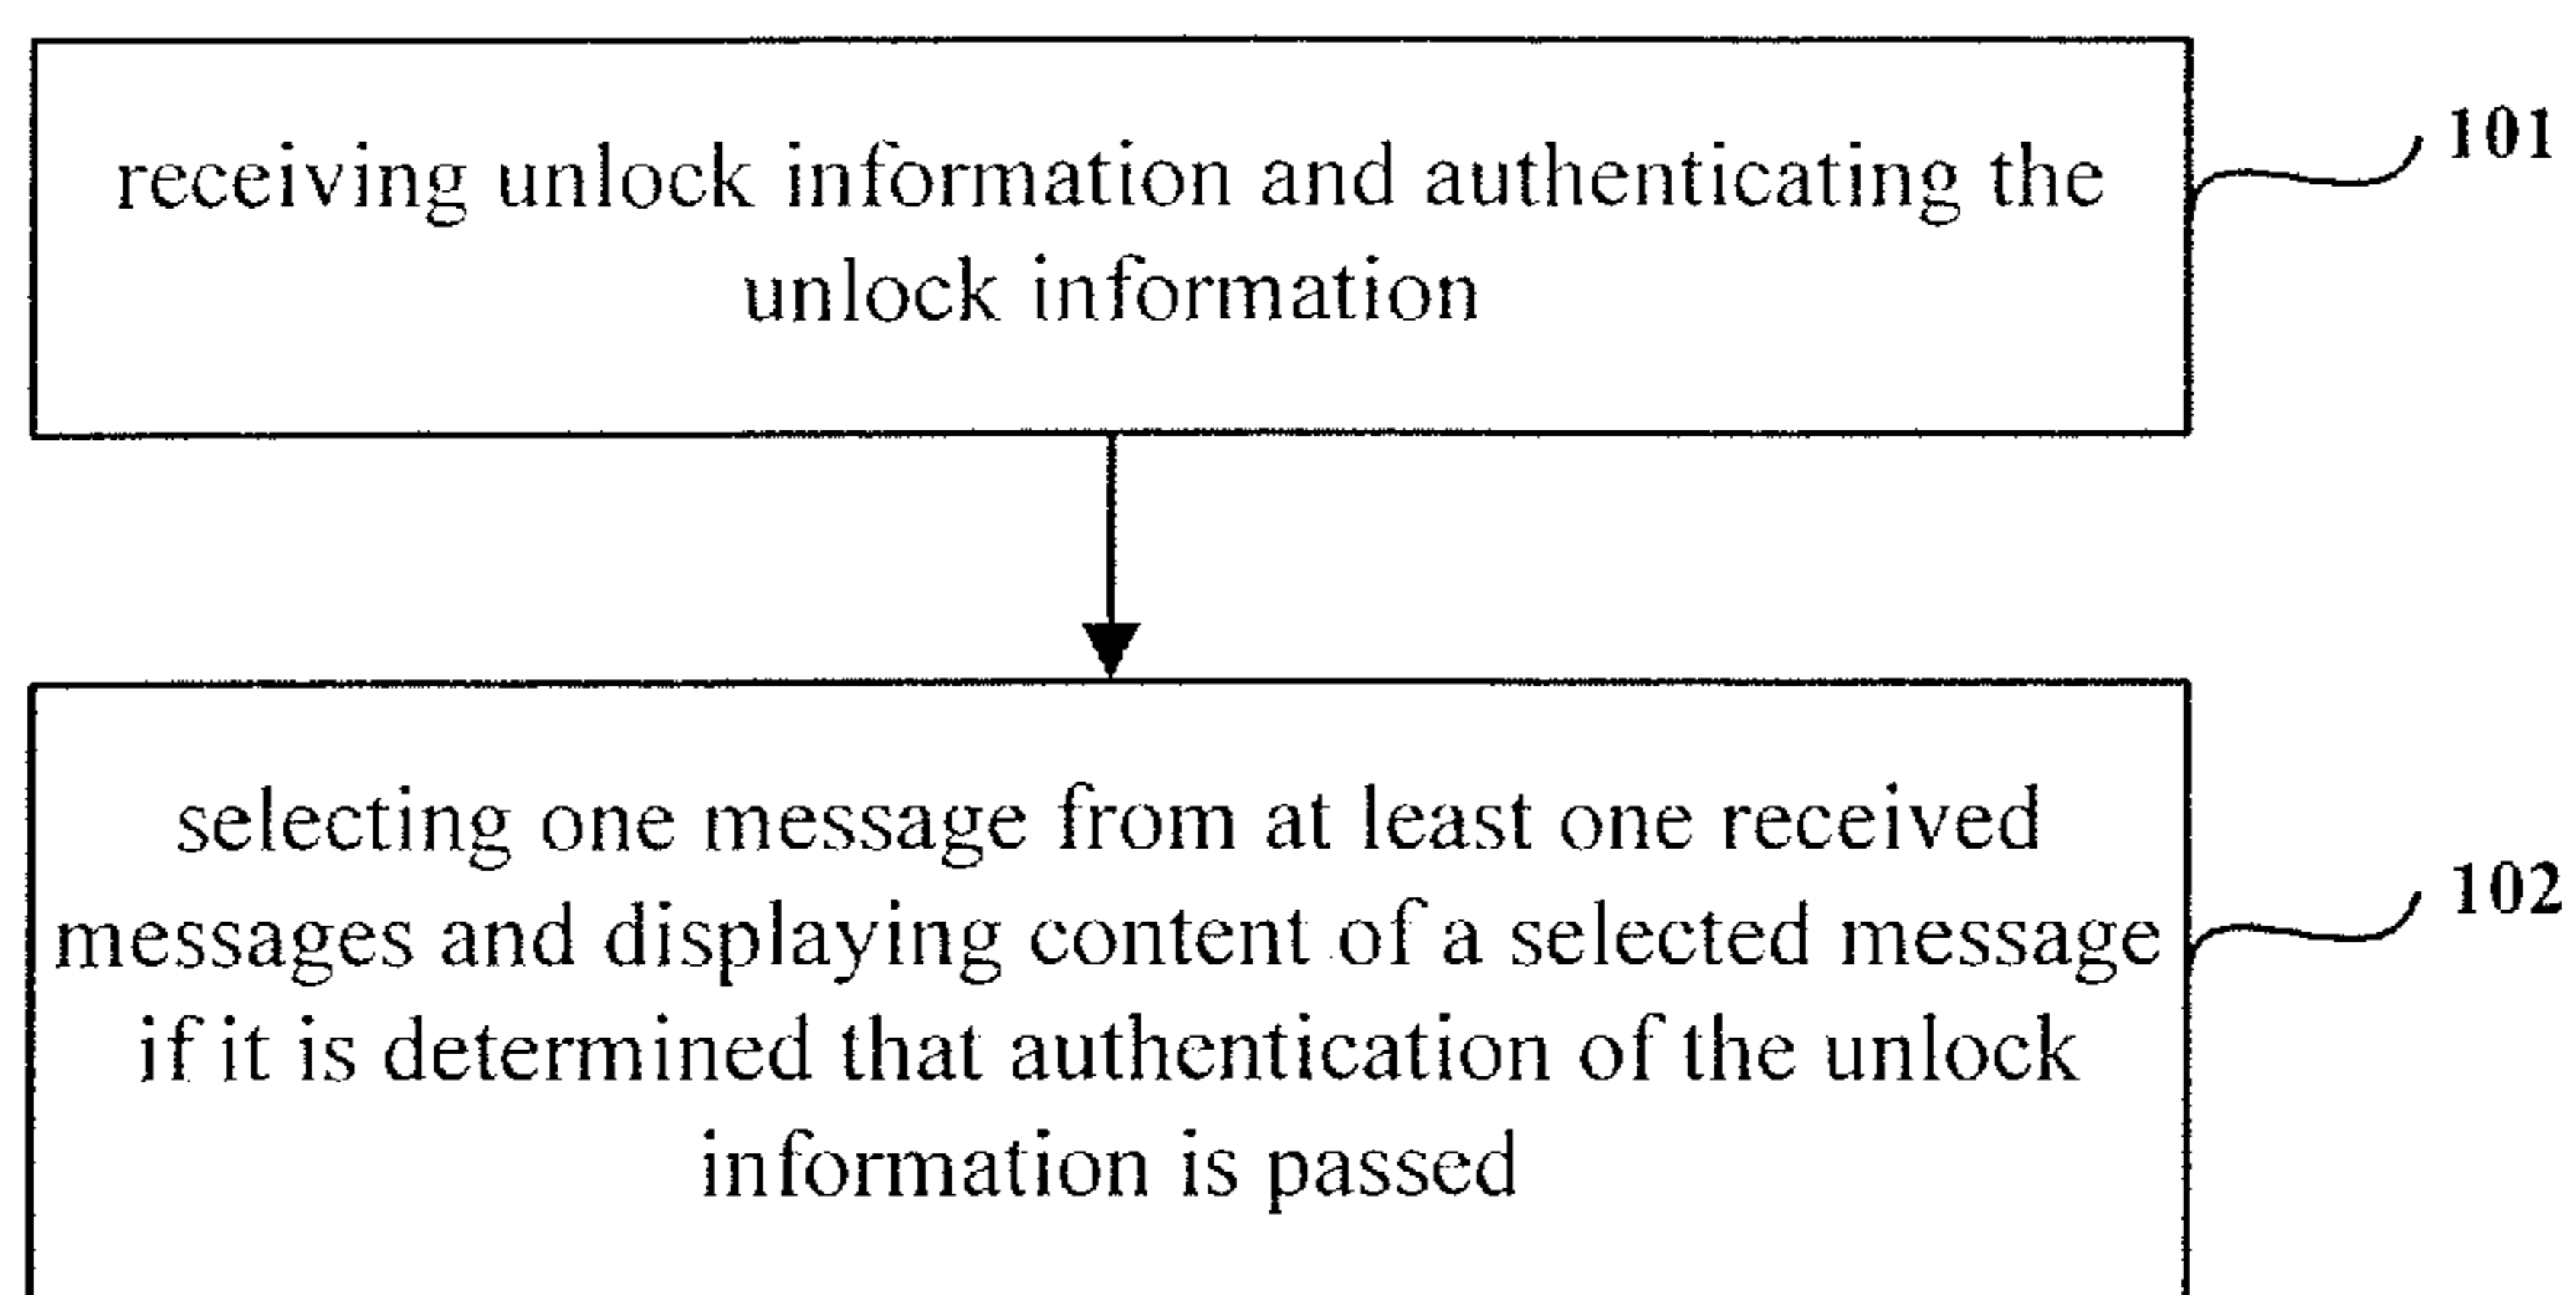 receiving unlock information and authenticating the
unlock information
101
selecting one message from at least one received
messages and displaying content of a selected message
if it is determined that authentication of the unlock
information is passed
102